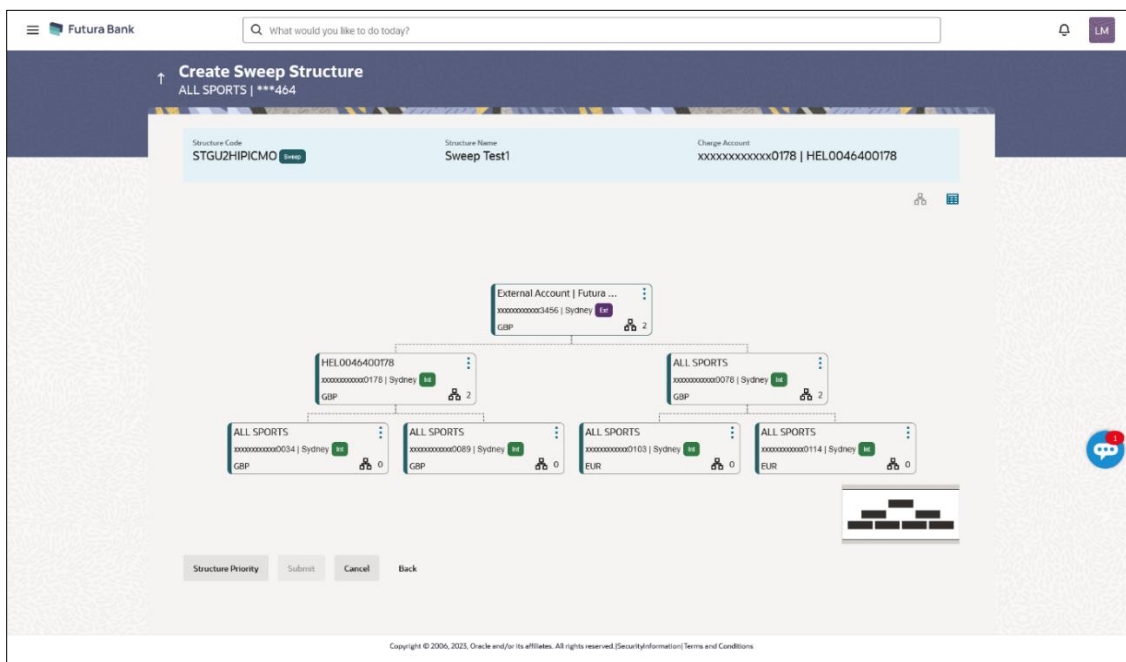 Futura Bank
What would you like to do today?
LM
Create Sweep Structure
ALL SPORTS | ***464
Structure Code
Structure Name
Charge Account
STGU2HIPICMO Sweep
Sweep Test1
xxxxxxxxxxxx0178 | HEL0046400178
External Account | Futura ...
xxxxxxxxxxxx3456 | Sydney Ext
GBP 2
HEL0046400178
xxxxxxxxxxxx0178 | Sydney Int
GBP 2
ALL SPORTS
xxxxxxxxxxxx0078 | Sydney Int
GBP 2
ALL SPORTS
xxxxxxxxxxxx0034 | Sydney Int
GBP 0
ALL SPORTS
xxxxxxxxxxxx0089 | Sydney Int
GBP 0
ALL SPORTS
xxxxxxxxxxxx0103 | Sydney Int
EUR 0
ALL SPORTS
xxxxxxxxxxxx0114 | Sydney Int
EUR 0
1
Structure Priority Submit Cancel Back
Copyright © 2006, 2023, Oracle and/or its affiliates. All rights reserved.|SecurityInformation|Terms and Conditions